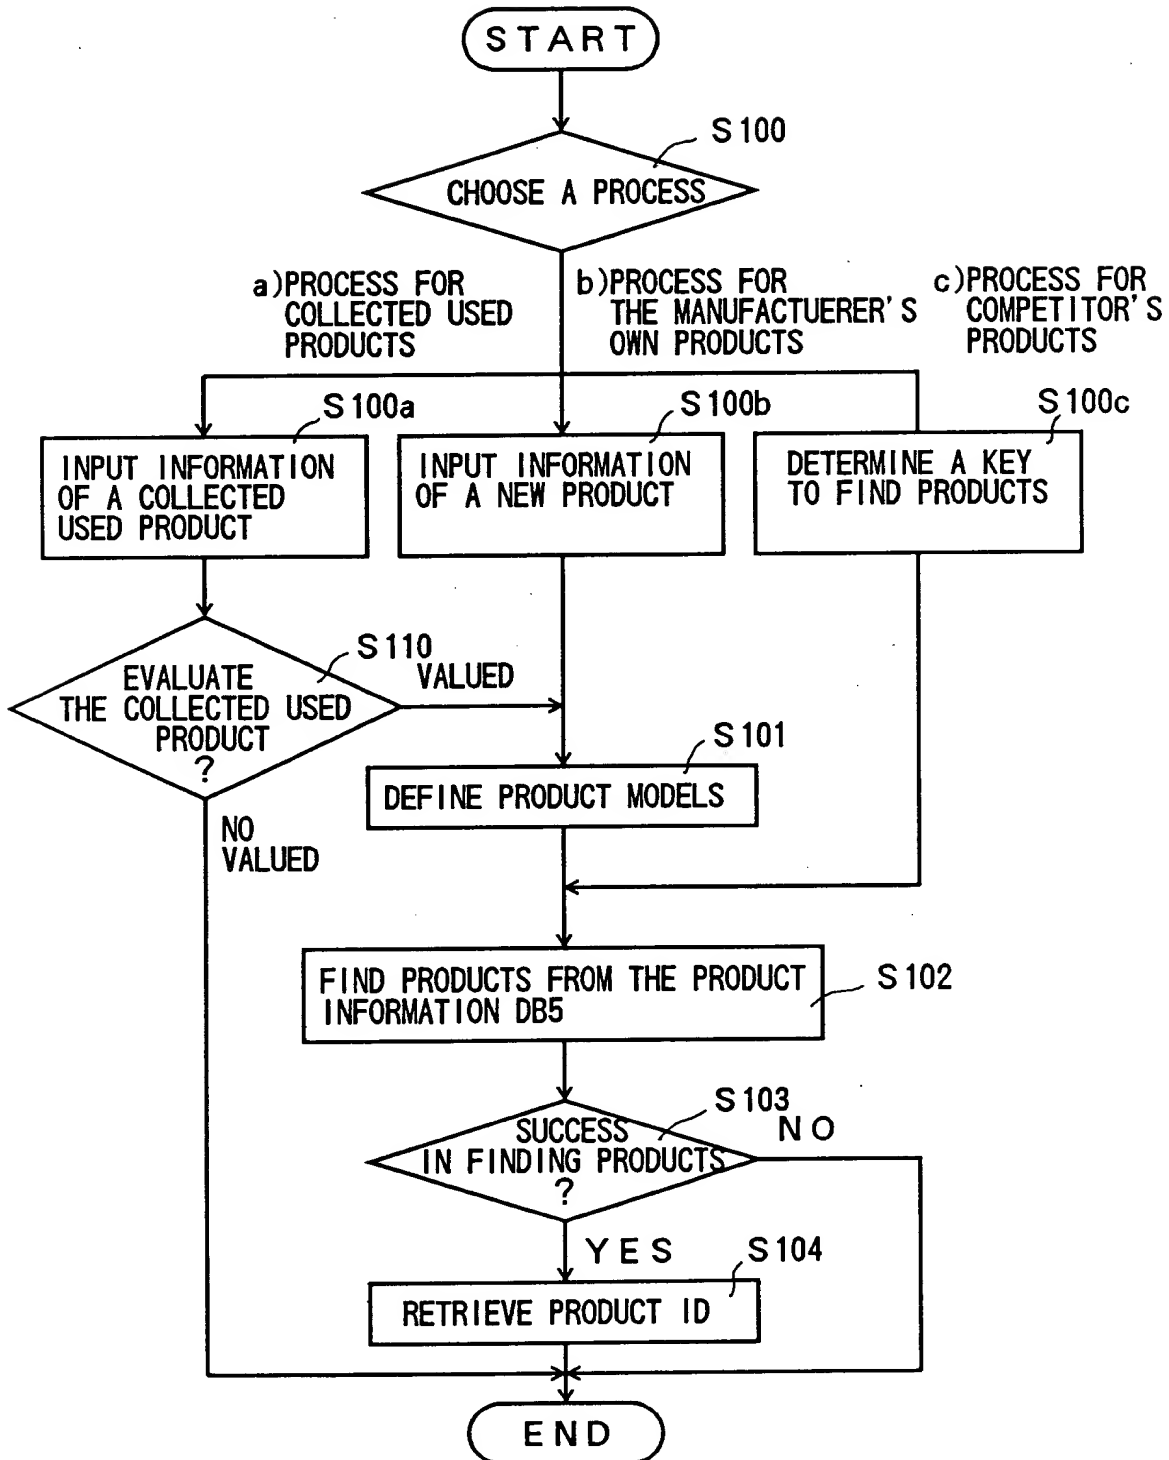 START
S100
CHOOSE A PROCESS
a)PROCESS FOR
COLLECTED USED
PRODUCTS
b)PROCESS FOR
THE MANUFACTUERER'S
OWN PRODUCTS
c)PROCESS FOR
COMPETITOR'S
PRODUCTS
S100a
INPUT INFORMATION
OF A COLLECTED
USED PRODUCT
S100b
INPUT INFORMATION
OF A NEW PRODUCT
S100c
DETERMINE A KEY
TO FIND PRODUCTS
S110
EVALUATE
THE COLLECTED USED
PRODUCT
?
VALUED
NO
VALUED
S101
DEFINE PRODUCT MODELS
S102
FIND PRODUCTS FROM THE PRODUCT
INFORMATION DB5
S103
SUCCESS
IN FINDING PRODUCTS
?
NO
YES
S104
RETRIEVE PRODUCT ID
END